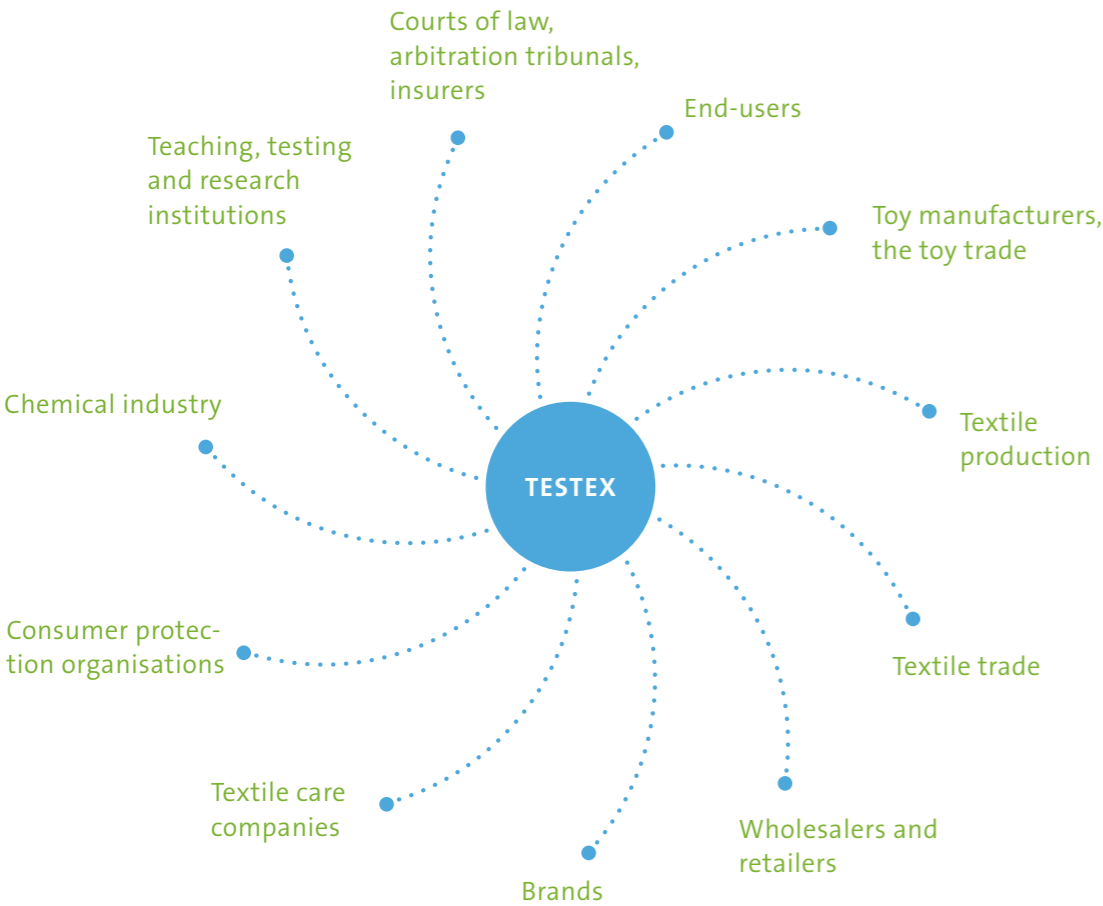 Courts of law,
arbitration tribunals,
insurers
End-users
Teaching, testing
and research
institutions
Toy manufacturers,
the toy trade
Chemical industry
Textile
production
TESTEX
Consumer protec-
tion organisations
Textile trade
Textile care
companies
Wholesalers and
retailers
Brands